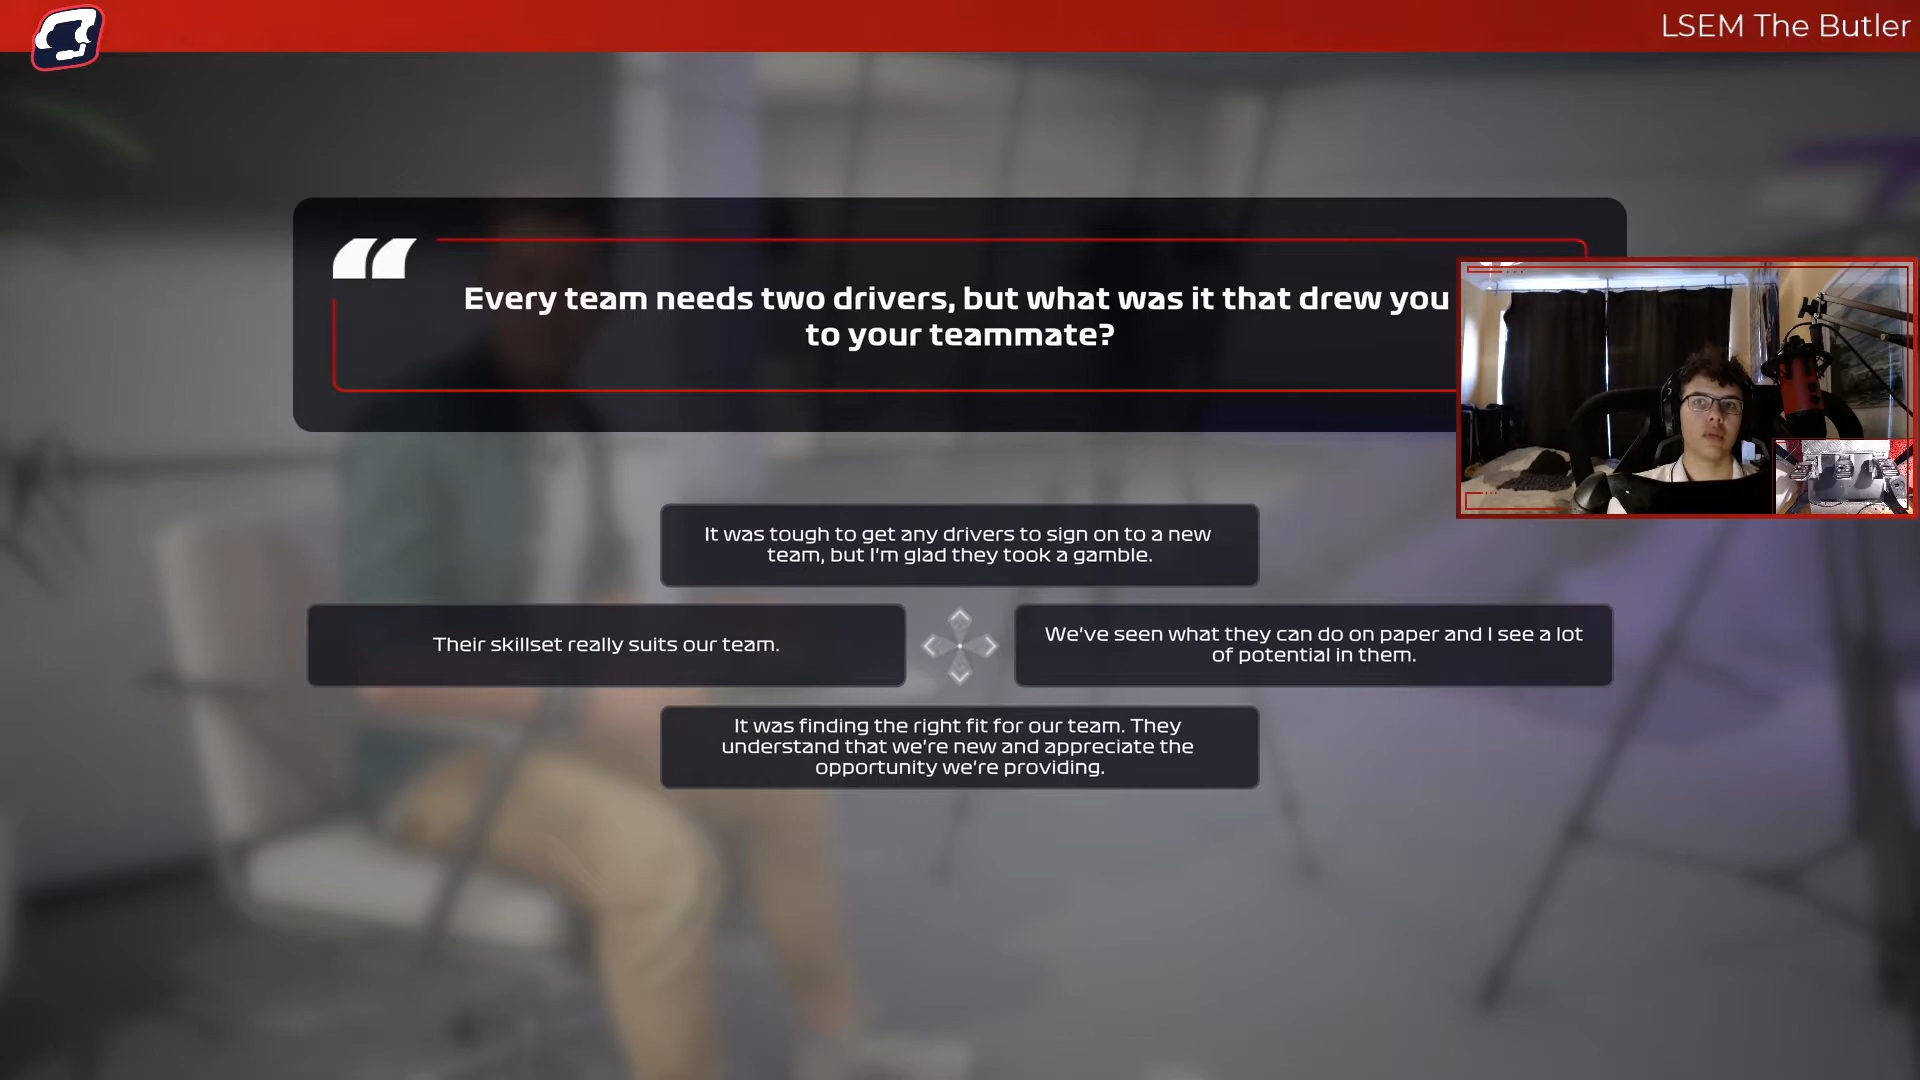 LSEM The Butler
Every team needs two drivers, but what was it that drew you
to your teammate?
It was tough to get any drivers to sign on to a new
team, but I'm glad they took a gamble.
Their skillset really suits our team.
We've seen what they can do on paper and I see a lot
of potential in them.
It was finding the right fit for our team. They
understand that we're new and appreciate the
opportunity we're providing.